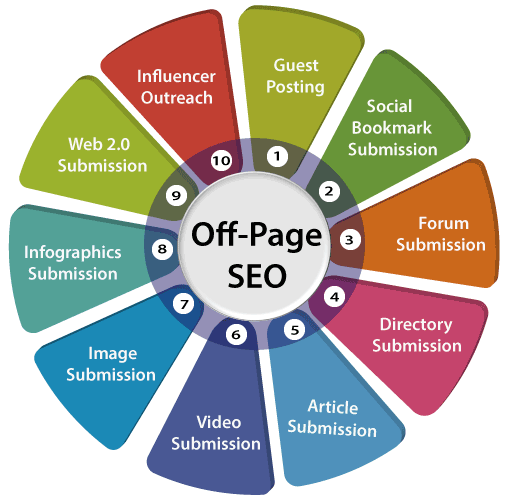 Off-Page
SEO
1
Guest
Posting
2
Social
Bookmark
Submission
3
Forum
Submission
4
Directory
Submission
5
Article
Submission
6
Video
Submission
7
Image
Submission
8
Infographics
Submission
9
Web 2.0
Submission
10
Influencer
Outreach